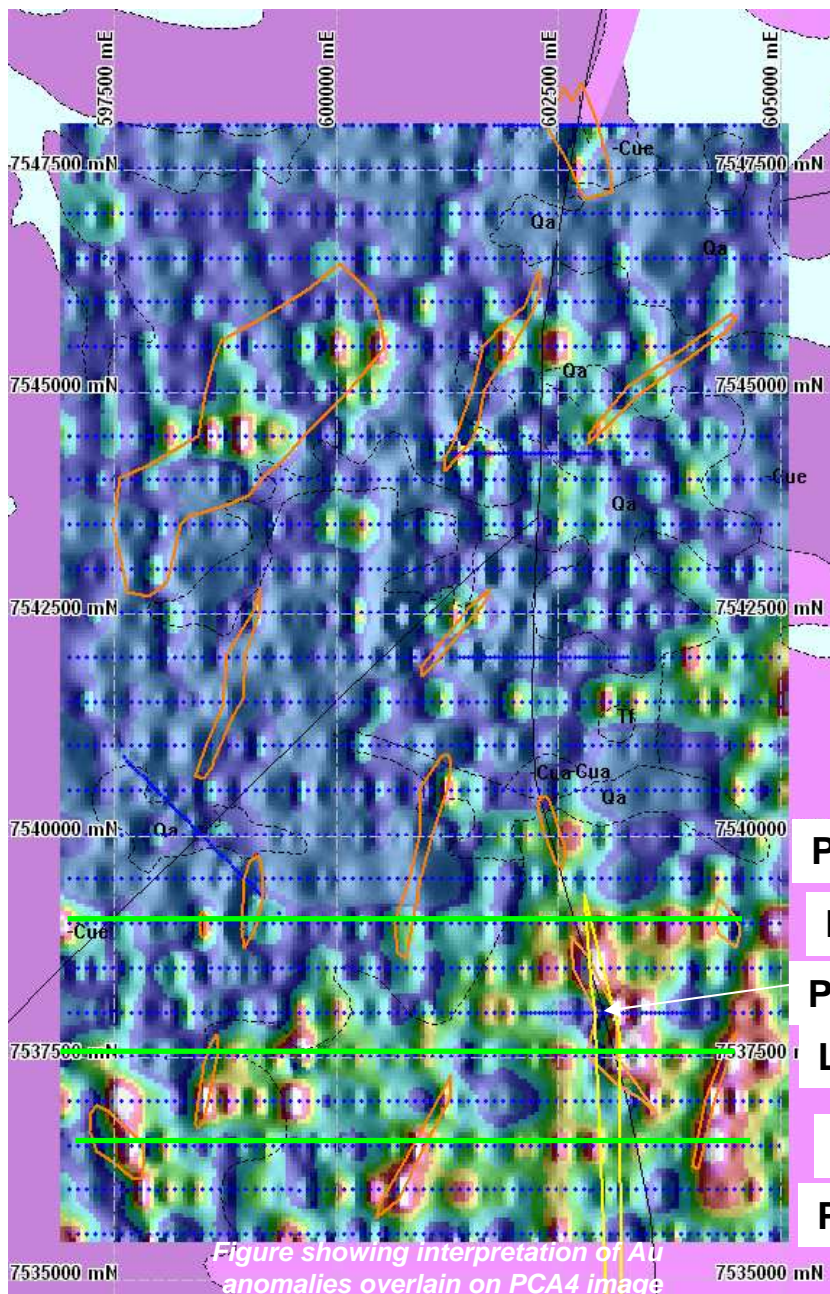 597500 mE
600000 mE
602500 mE
605000 mE
7547500 mN
-Cue
7547500 mN
Qa
Qa
7545000 mN
Qa
7545000 mN
-Cue
Qa
7542500 mN
7542500 mN
Tf
Cua-Cua
Qa
7540000 mN
Qa
7540000 mN
P
-Cue
P
7537500 mN
7537500 m
L
P
Figure showing interpretation of Au
anomalies overlain on PCA4 image
7535000 mN
7535000 mN